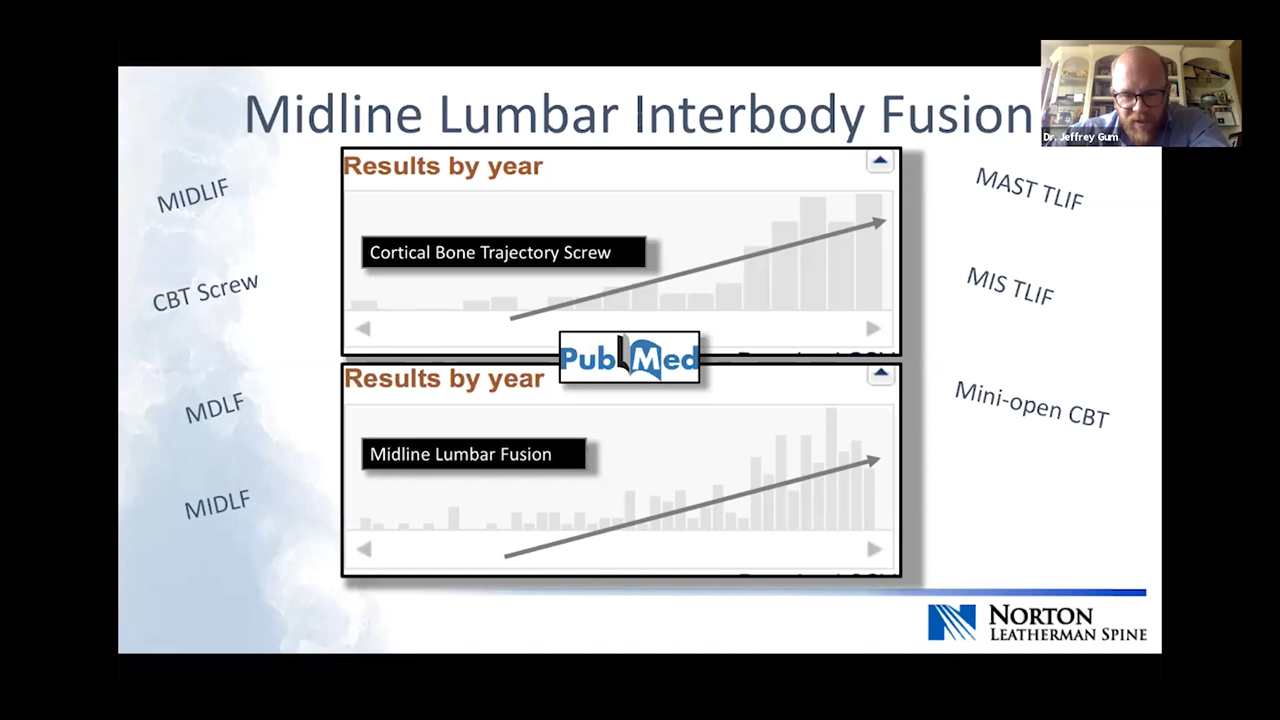 Midline Lumbar Interbody Fusion
Dr. Jeffrey Gum
MIDLIF
CBT Screw
MDLF
MIDLF
Results by year
Cortical Bone Trajectory Screw
PubMed
Results by year
Midline Lumbar Fusion
MAST TLIF
MIS TLIF
Mini-open CBT
NORTON
LEATHERMAN SPINE